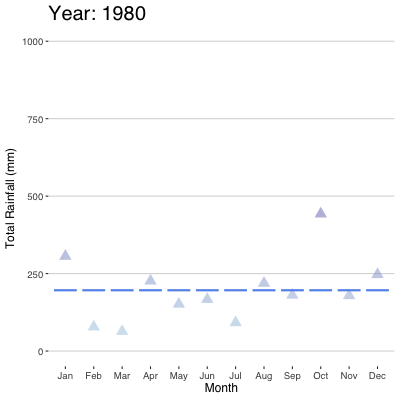 Year: 1980
Total Rainfall (mm)
1000
750
500
250
0
Jan Feb Mar Apr May Jun Jul Aug Sep Oct Nov Dec
Month